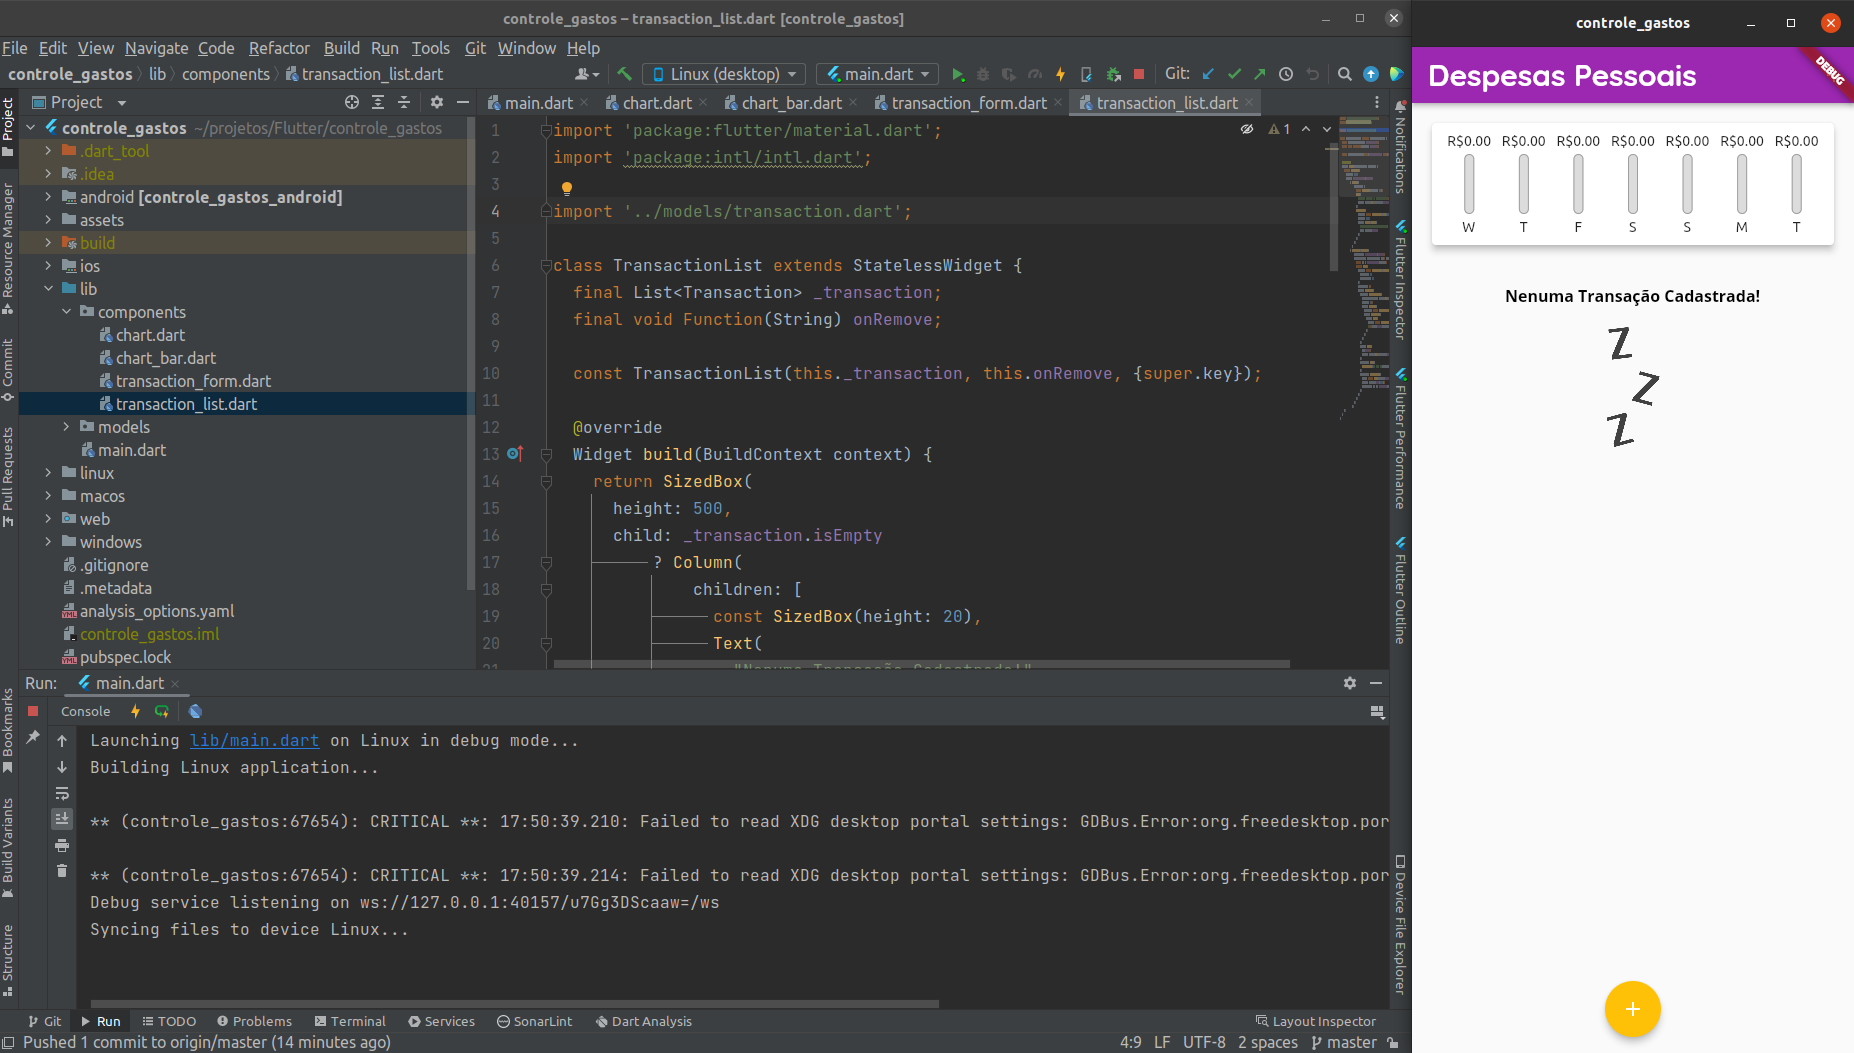 controle_gastos – transaction_list.dart [controle_gastos]
File Edit View Navigate Code Refactor Build Run Tools Git Window Help
controle_gastos lib components transaction_list.dart
Linux (desktop) main.dart Git:
Project
main.dart chart.dart chart_bar.dart transaction_form.dart transaction_list.dart
Project
Resource Manager
Commit
Pull Requests
Bookmarks
Build Variants
Structure
controle_gastos ~/projetos/Flutter/controle_gastos
.dart_tool
.idea
android [controle_gastos_android]
assets
build
ios
lib
components
chart.dart
chart_bar.dart
transaction_form.dart
transaction_list.dart
models
main.dart
linux
macos
web
windows
.gitignore
.metadata
analysis_options.yaml
controle_gastos.iml
pubspec.lock
1 import 'package:flutter/material.dart'; 1
2 import 'package:intl/intl.dart';
3
4 import '../models/transaction.dart';
5
6 class TransactionList extends StatelessWidget {
7 final List<Transaction> _transaction;
8 final void Function(String) onRemove;
9
10 const TransactionList(this._transaction, this.onRemove, {super.key});
11
12 @override
13 Widget build(BuildContext context) {
14 return SizedBox(
15 height: 500,
16 child: _transaction.isEmpty
17 ? Column(
18 children: [
19 const SizedBox(height: 20),
20 Text(
21 "Nenuma Transação Cadastrada!"
Notifications
Flutter Inspector
Flutter Performance
Flutter Outline
Device File Explorer
Run: main.dart
Console
Launching lib/main.dart on Linux in debug mode...
Building Linux application...
** (controle_gastos:67654): CRITICAL **: 17:50:39.210: Failed to read XDG desktop portal settings: GDBus.Error:org.freedesktop.por
** (controle_gastos:67654): CRITICAL **: 17:50:39.214: Failed to read XDG desktop portal settings: GDBus.Error:org.freedesktop.por
Debug service listening on ws://127.0.0.1:40157/u7Gg3DScaaw=/ws
Syncing files to device Linux...
Git Run TODO Problems Terminal Services SonarLint Dart Analysis Layout Inspector
Pushed 1 commit to origin/master (14 minutes ago) 4:9 LF UTF-8 2 spaces master
controle_gastos
Despesas Pessoais
DEBUG
R$0.00 R$0.00 R$0.00 R$0.00 R$0.00 R$0.00 R$0.00
W T F S S M T
Nenuma Transação Cadastrada!
Z
Z
Z
+